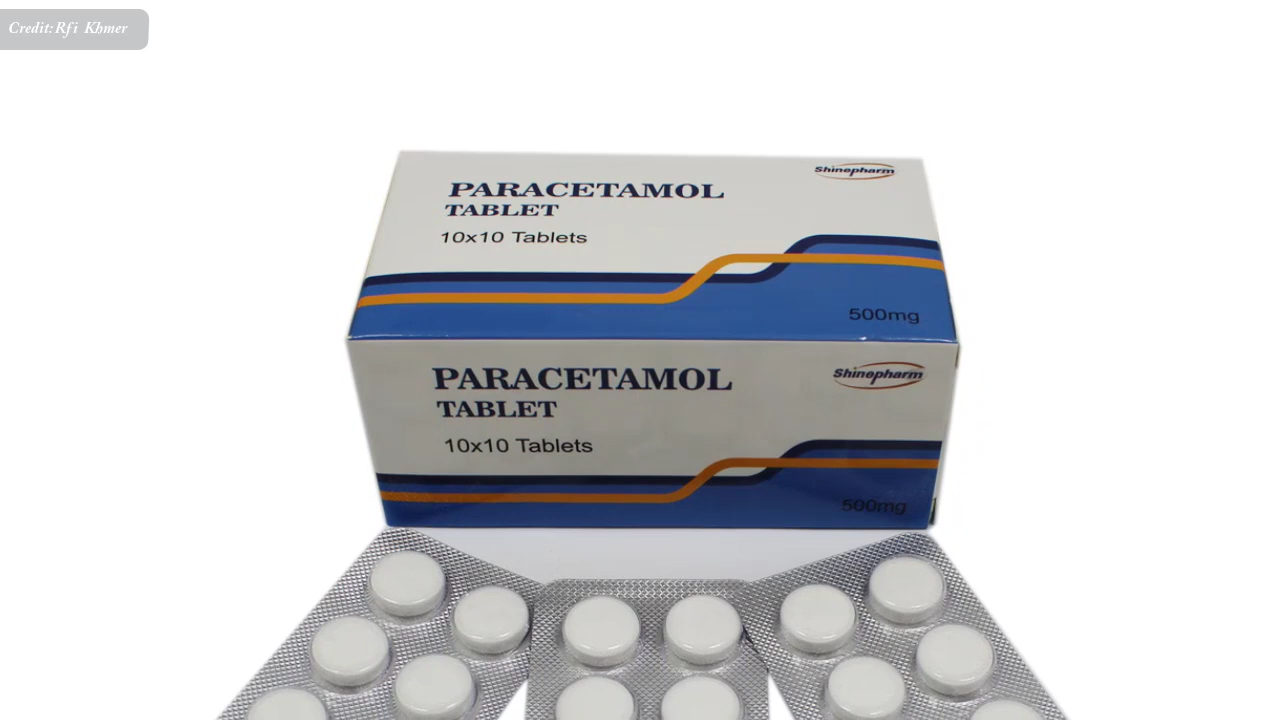 Credit:Rfi Khmer
Shinepharm
PARACETAMOL
TABLET
10x10 Tablets
500mg
PARACETAMOL
Shinepharm
TABLET
10x10 Tablets
500mg